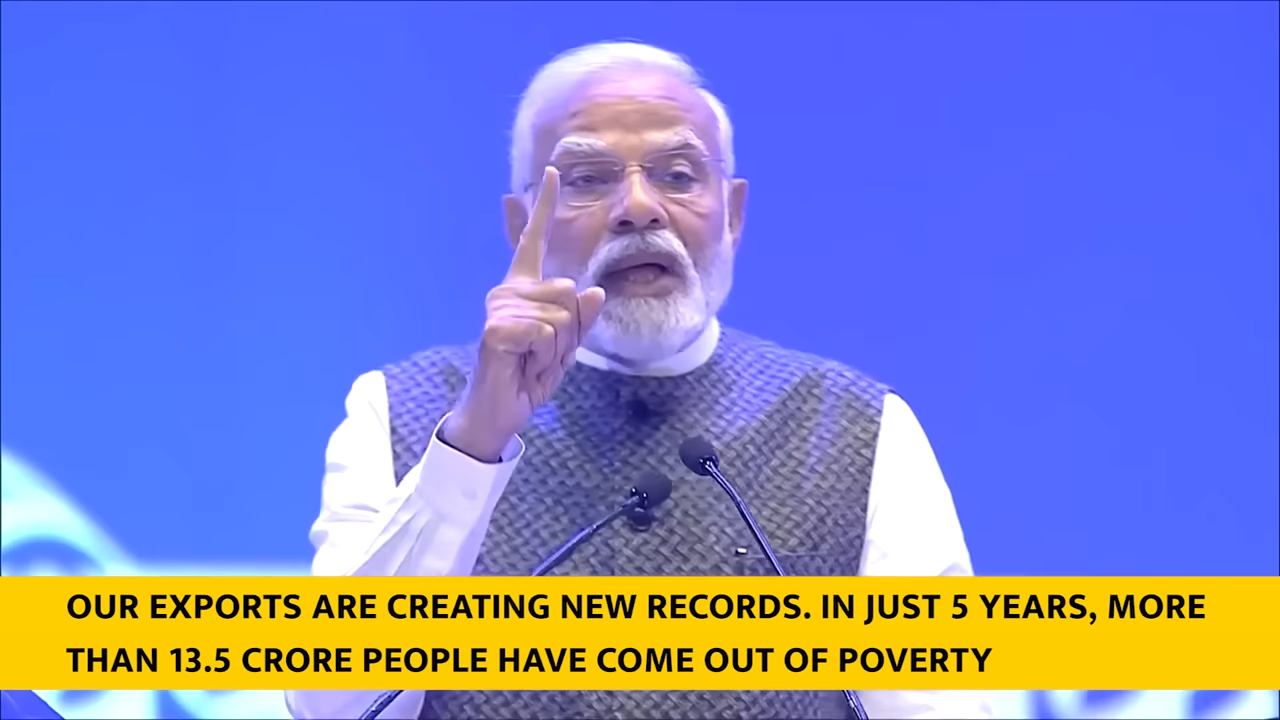 OUR EXPORTS ARE CREATING NEW RECORDS. IN JUST 5 YEARS, MORE
THAN 13.5 CRORE PEOPLE HAVE COME OUT OF POVERTY